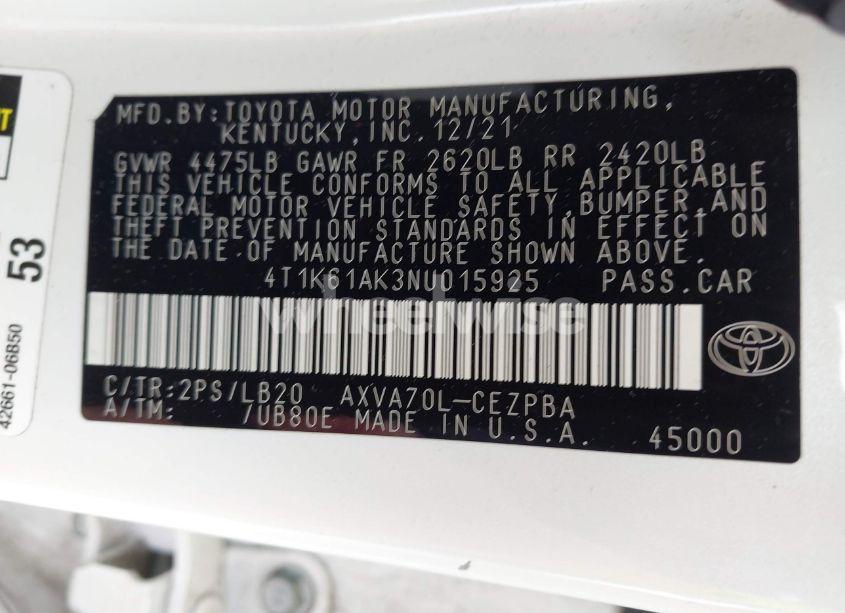 MFD.BY: TOYOTA MOTOR MANUFACTURING,
KENTUCKY, INC. 12/21
GVWR 4475LB GAWR FR 2620LB RR 2420LB
THIS VEHICLE CONFORMS TO ALL APPLICABLE
FEDERAL MOTOR VEHICLE SAFETY, BUMPER, AND
THEFT PREVENTION STANDARDS IN EFFECT ON
THE DATE OF MANUFACTURE SHOWN ABOVE.
4T1K61AK3NU015925 PASS.CAR
wheelwise
C/TR: 2PS/LB20 AXVA70L-CEZPBA
A/TM: /UB80E MADE IN U.S.A. 45000
53
42661-06B50